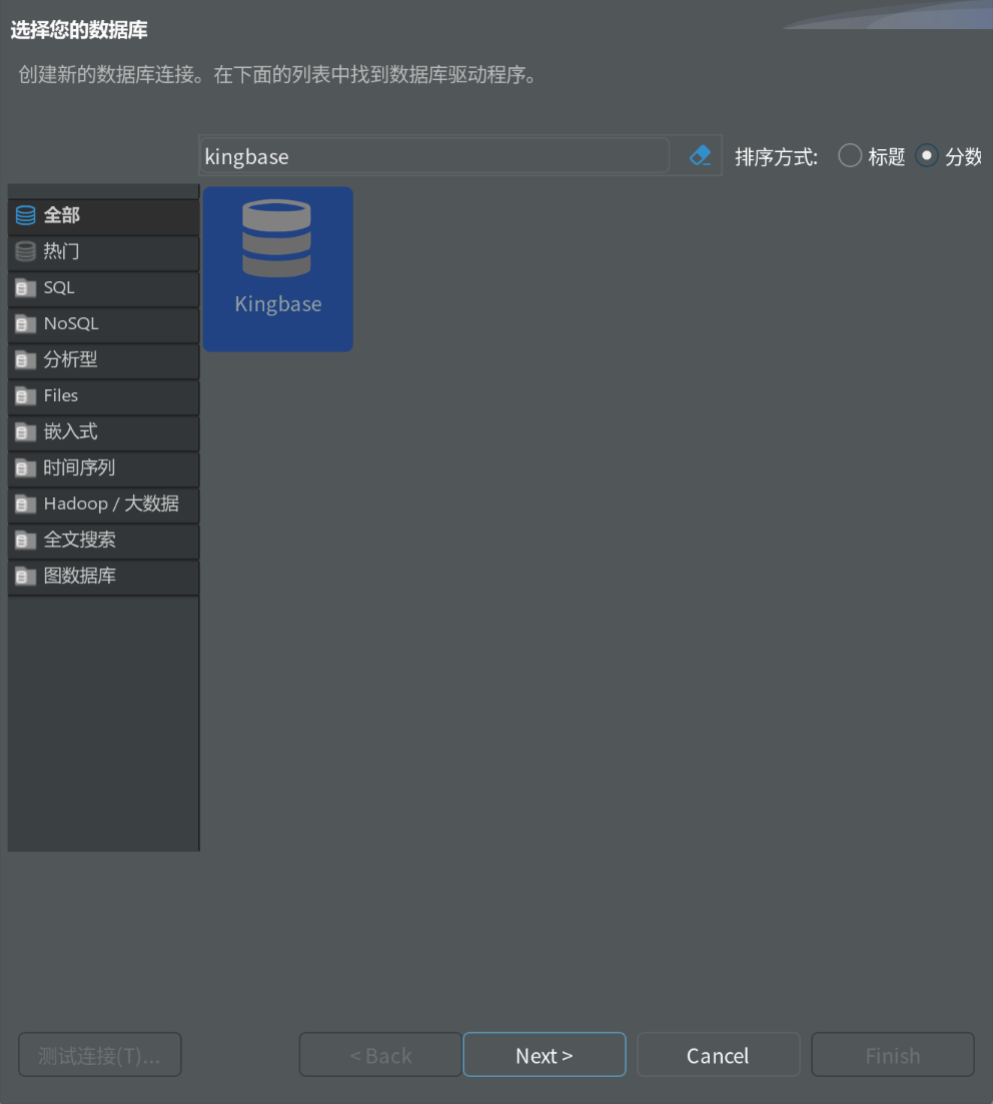 选择您的数据库
创建新的数据库连接。在下面的列表中找到数据库驱动程序。
kingbase 排序方式: 标题 分数
全部
热门
SQL
NoSQL
分析型
Files
嵌入式
时间序列
Hadoop / 大数据
全文搜索
图数据库
Kingbase
测试连接(T)... < Back Next > Cancel Finish